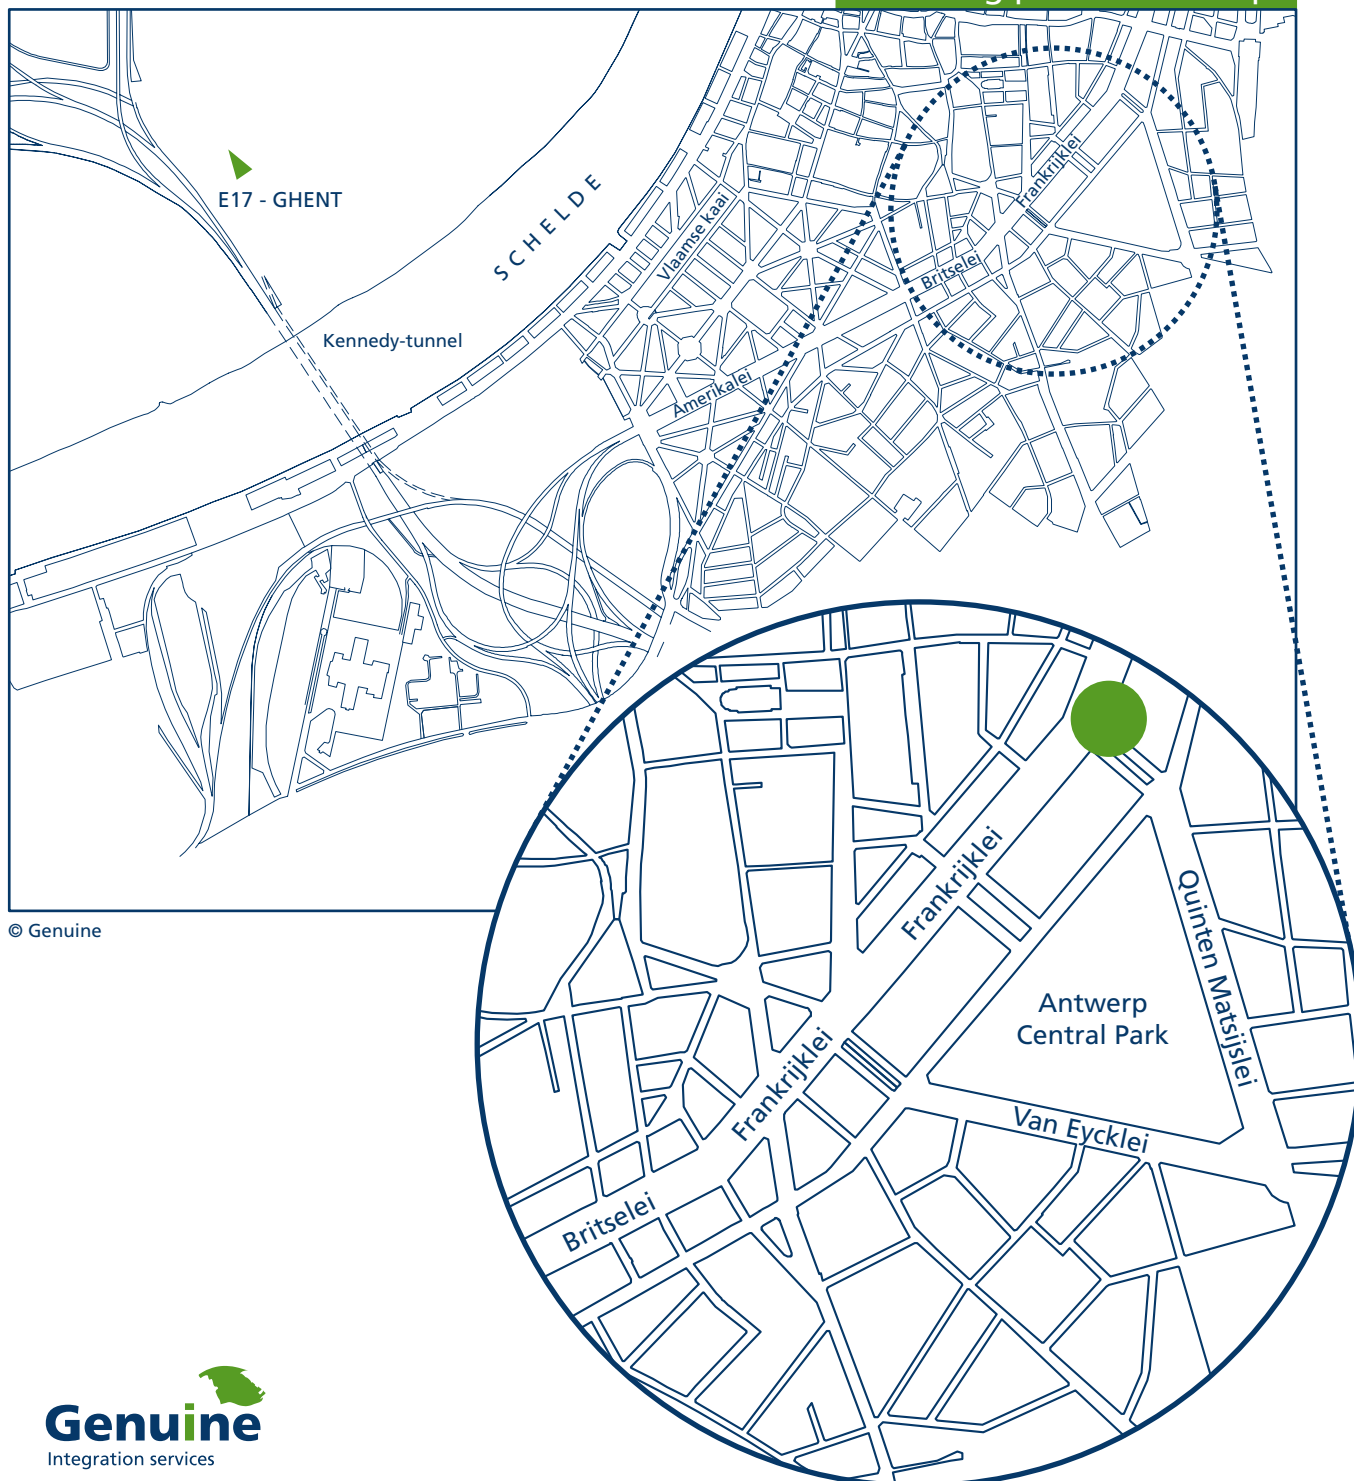 E17 - GHENT
SCHELDE
Kennedy-tunnel
Vlaamse kaai
Amerikalei
Britselei
Frankrijklei
© Genuine
Frankrijklei
Quinten Matsijslei
Antwerp
Central Park
Frankrijklei
Van Eycklei
Britselei
Genuine
Integration services